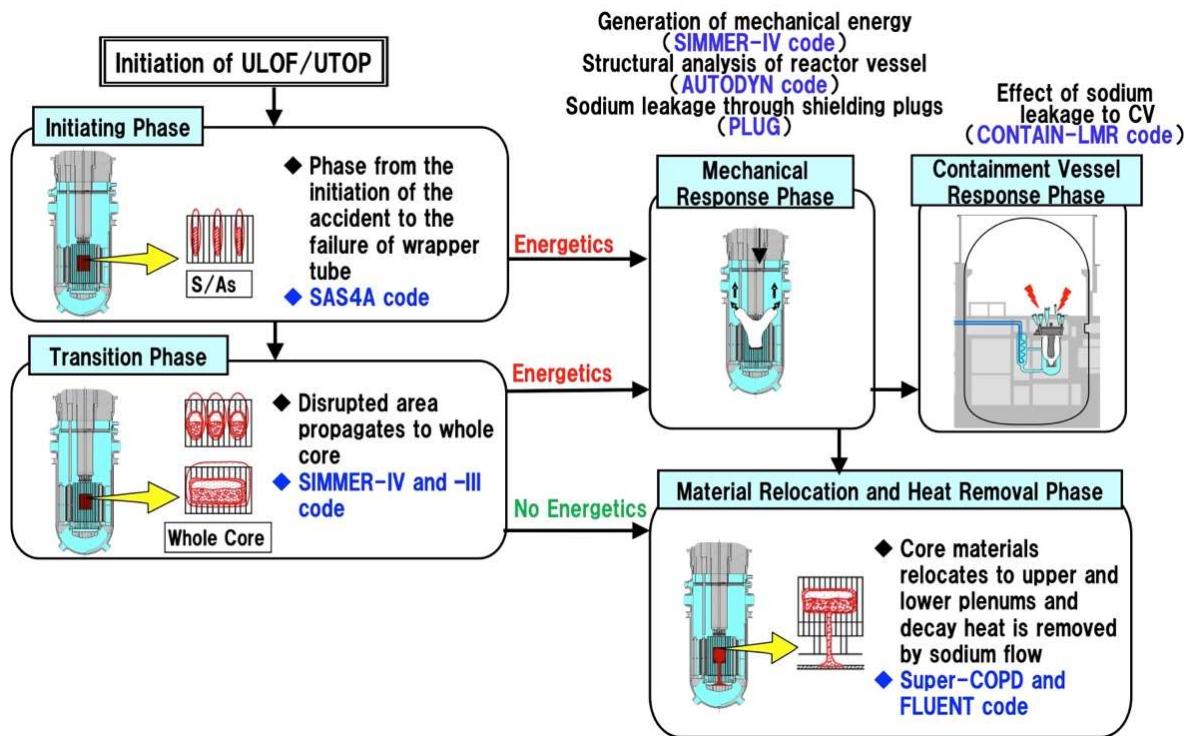 Initiation of ULOF/UTOP
Initiating Phase
◆ Phase from the
initiation of the
accident to the
failure of wrapper
tube
◆ SAS4A code
S/As
Energetics
Transition Phase
◆ Disrupted area
propagates to whole
core
◆ SIMMER-IV and -III
code
Whole Core
Energetics
No Energetics
Generation of mechanical energy
(SIMMER-IV code)
Structural analysis of reactor vessel
(AUTODYN code)
Sodium leakage through shielding plugs
(PLUG)
Mechanical
Response Phase
Effect of sodium
leakage to CV
(CONTAIN-LMR code)
Containment Vessel
Response Phase
Material Relocation and Heat Removal Phase
◆ Core materials
relocates to upper and
lower plenums and
decay heat is removed
by sodium flow
◆ Super-COPD and
FLUENT code